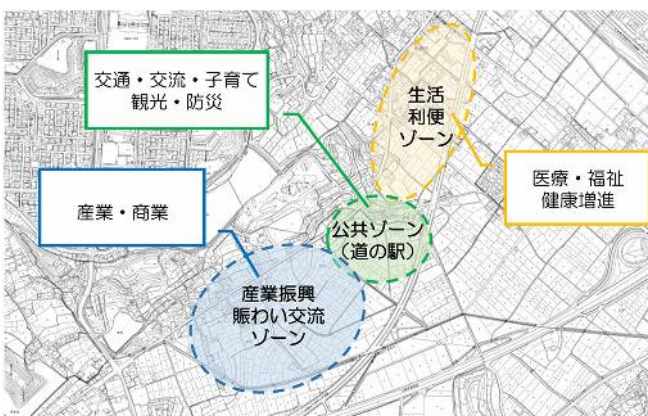 交通・交流・子育て
観光・防災
生活
利便
ゾーン
医療・福祉
健康増進
産業・商業
公共ゾーン
（道の駅）
産業振興
賑わい交流
ゾーン